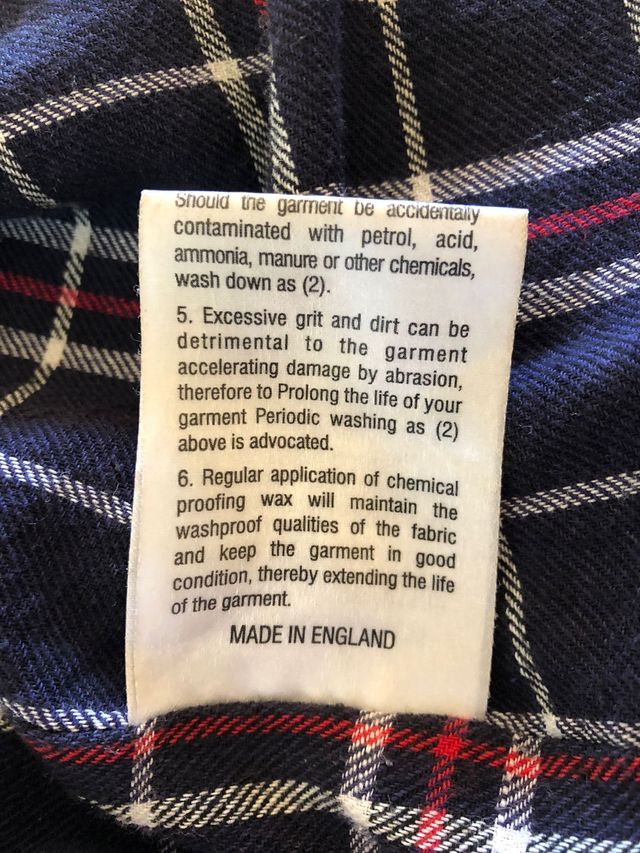 Should the garment be accidentally
contaminated with petrol, acid,
ammonia, manure or other chemicals,
wash down as (2).
5. Excessive grit and dirt can be
detrimental to the garment
accelerating damage by abrasion,
therefore to Prolong the life of your
garment Periodic washing as (2)
above is advocated.
6. Regular application of chemical
proofing wax will maintain the
washproof qualities of the fabric
and keep the garment in good
condition, thereby extending the life
of the garment.
MADE IN ENGLAND